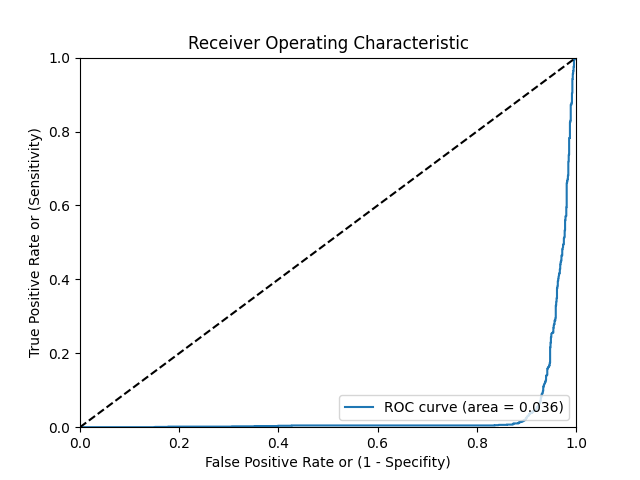 Receiver Operating Characteristic
1.0
0.8
0.6
0.4
0.2
0.0
True Positive Rate or (Sensitivity)
ROC curve (area = 0.036)
0.0 0.2 0.4 0.6 0.8 1.0
False Positive Rate or (1 - Specifity)